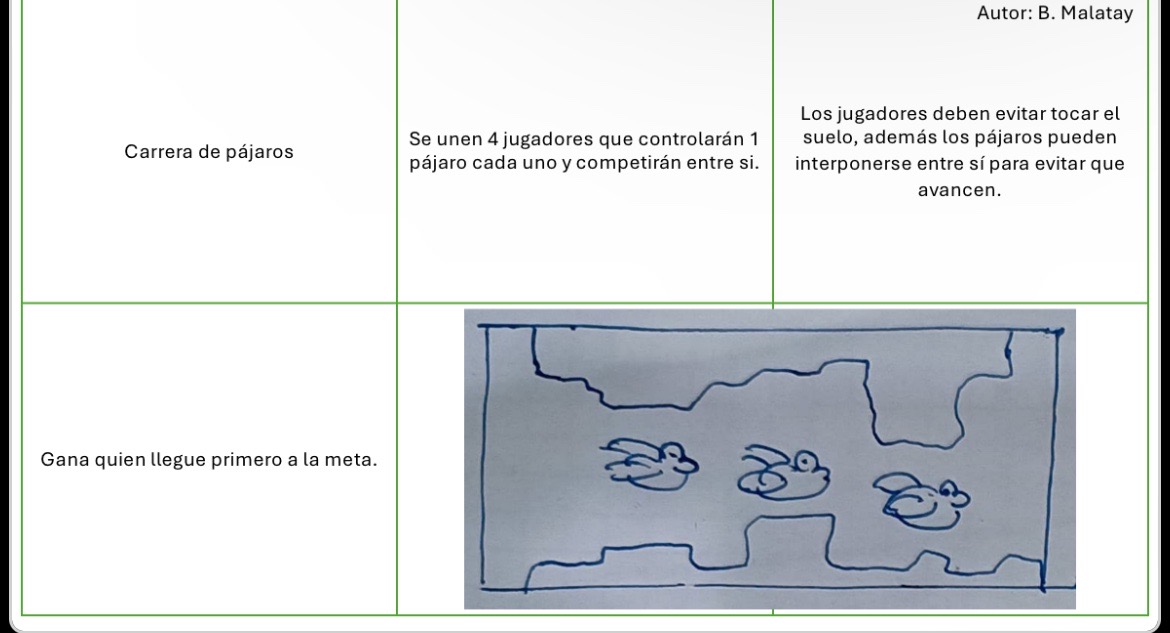 Autor: B. Malatay
Carrera de pájaros
Se unen 4 jugadores que controlarán 1
pájaro cada uno y competirán entre si.
Los jugadores deben evitar tocar el
suelo, además los pájaros pueden
interponerse entre sí para evitar que
avancen.
Gana quien llegue primero a la meta.